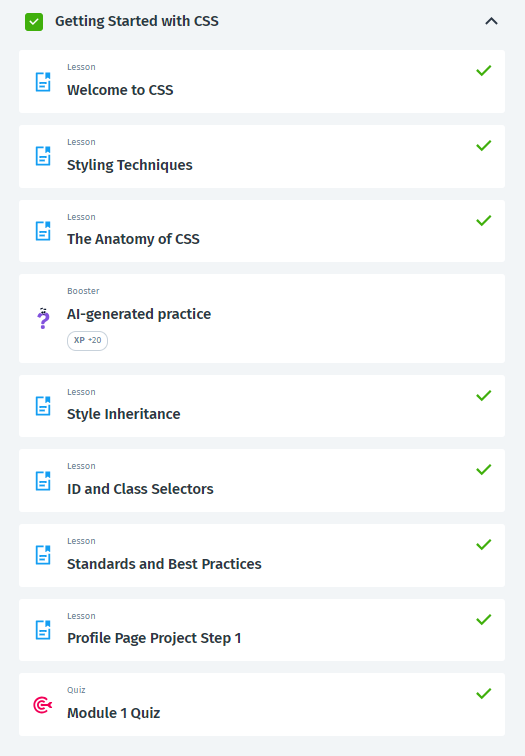 Getting Started with CSS
Lesson
Welcome to CSS
Lesson
Styling Techniques
Lesson
The Anatomy of CSS
Booster
AI-generated practice
XP +20
Lesson
Style Inheritance
Lesson
ID and Class Selectors
Lesson
Standards and Best Practices
Lesson
Profile Page Project Step 1
Quiz
Module 1 Quiz